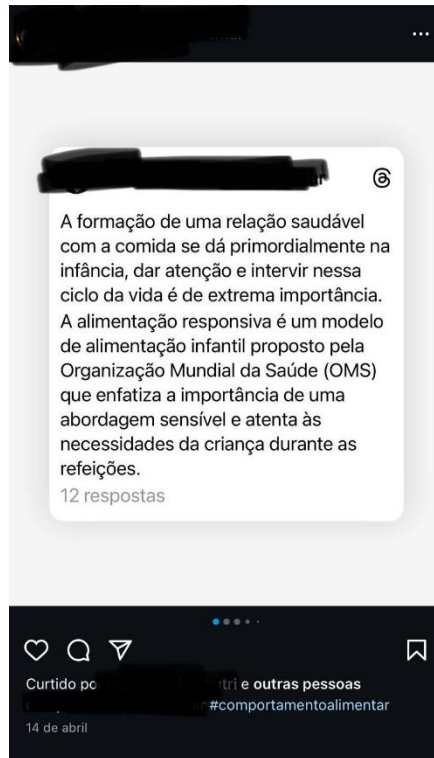 A formação de uma relação saudável
com a comida se dá primordialmente na
infância, dar atenção e intervir nessa
ciclo da vida é de extrema importância.
A alimentação responsiva é um modelo
de alimentação infantil proposto pela
Organização Mundial da Saúde (OMS)
que enfatiza a importância de uma
abordagem sensível e atenta às
necessidades da criança durante as
refeições.
12 respostas
Curtido po tri e outras pessoas
#comportamentoalimentar
14 de abril